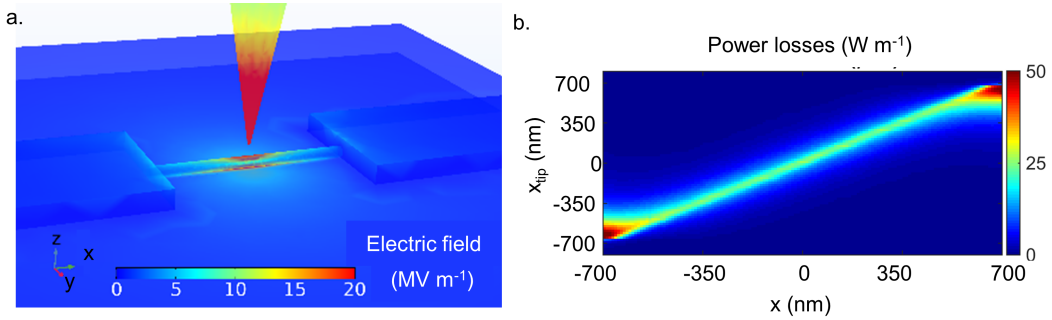 a.
z
x
y
Electric field
(MV m-1)
0 5 10 15 20
b.
Power losses (W m-1)
700
350
0
-350
-700
xtip (nm)
-700 -350 0 350 700
x (nm)
50
25
0